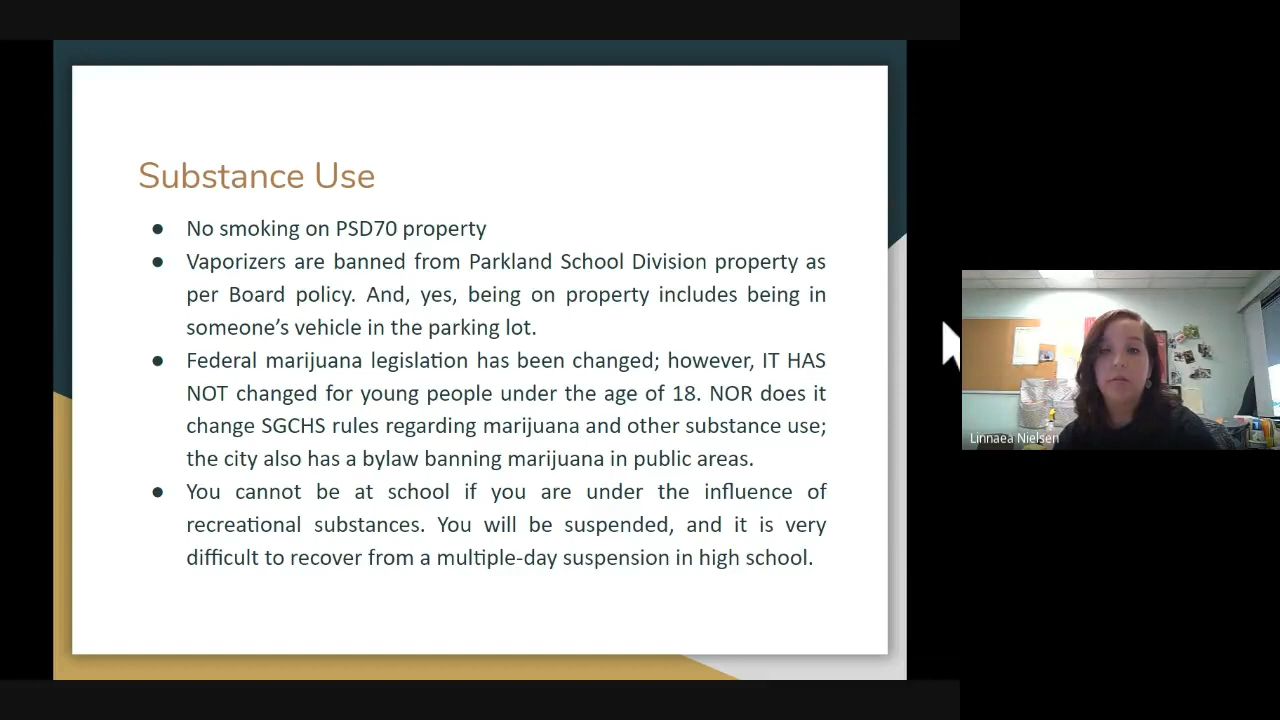 Substance Use
● No smoking on PSD70 property
● Vaporizers are banned from Parkland School Division property as
per Board policy. And, yes, being on property includes being in
someone’s vehicle in the parking lot.
● Federal marijuana legislation has been changed; however, IT HAS
NOT changed for young people under the age of 18. NOR does it
change SGCHS rules regarding marijuana and other substance use;
the city also has a bylaw banning marijuana in public areas.
● You cannot be at school if you are under the influence of
recreational substances. You will be suspended, and it is very
difficult to recover from a multiple-day suspension in high school.
Linnaea Nielsen